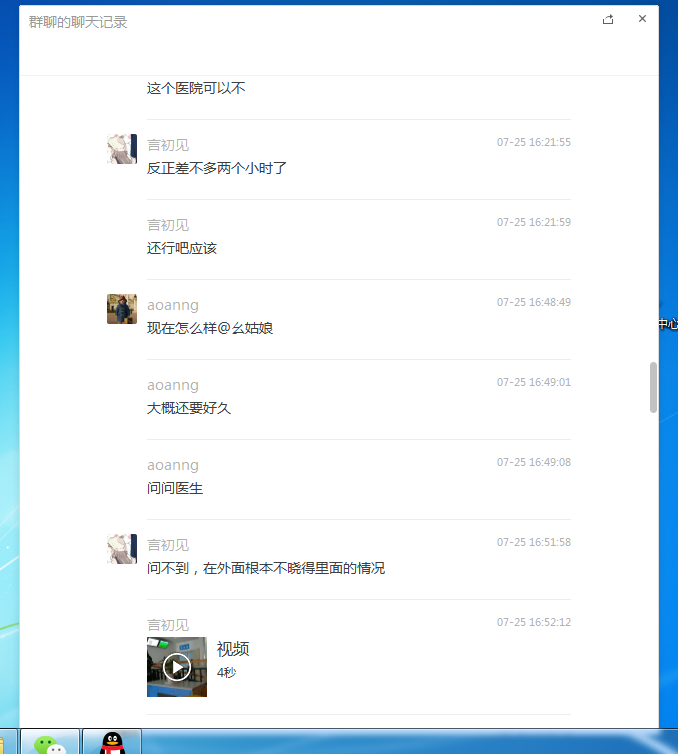 群聊的聊天记录
这个医院可以不
言初见
07-25 16:21:55
反正差不多两个小时了
言初见
07-25 16:21:59
还行吧应该
aoanng
07-25 16:48:49
现在怎么样@幺姑娘
中心
aoanng
07-25 16:49:01
大概还要好久
aoanng
07-25 16:49:08
问问医生
言初见
07-25 16:51:58
问不到，在外面根本不晓得里面的情况
言初见
07-25 16:52:12
视频
4秒